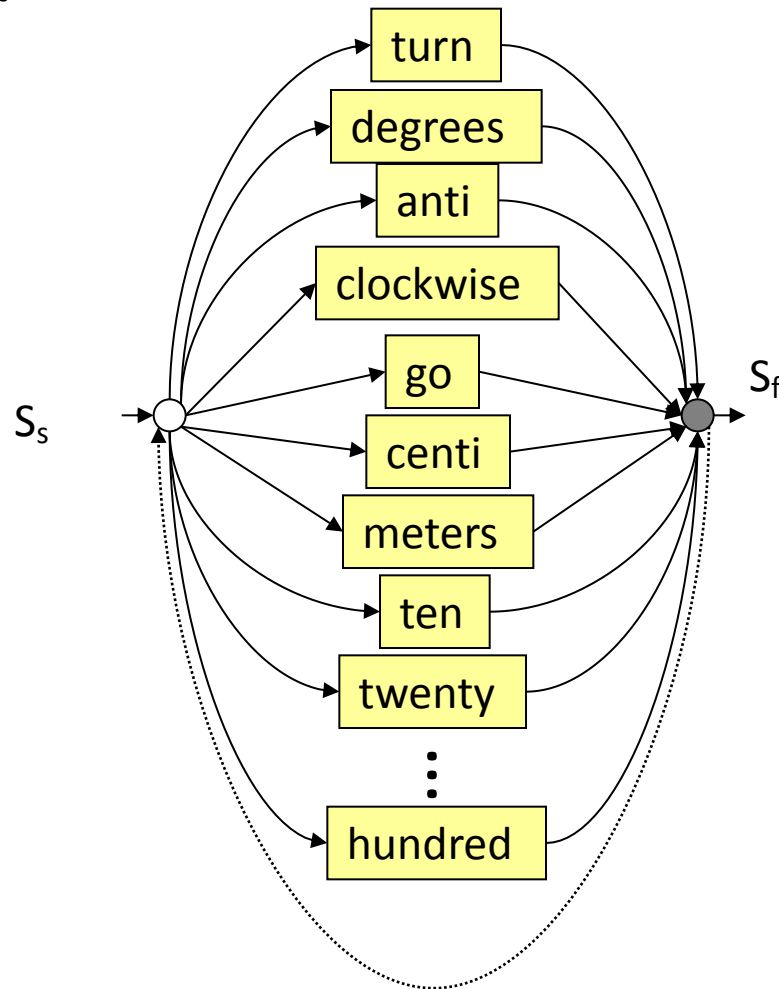 turn
degrees
anti
clockwise
go
S_f
S_s
centi
meters
ten
twenty
⋮
hundred